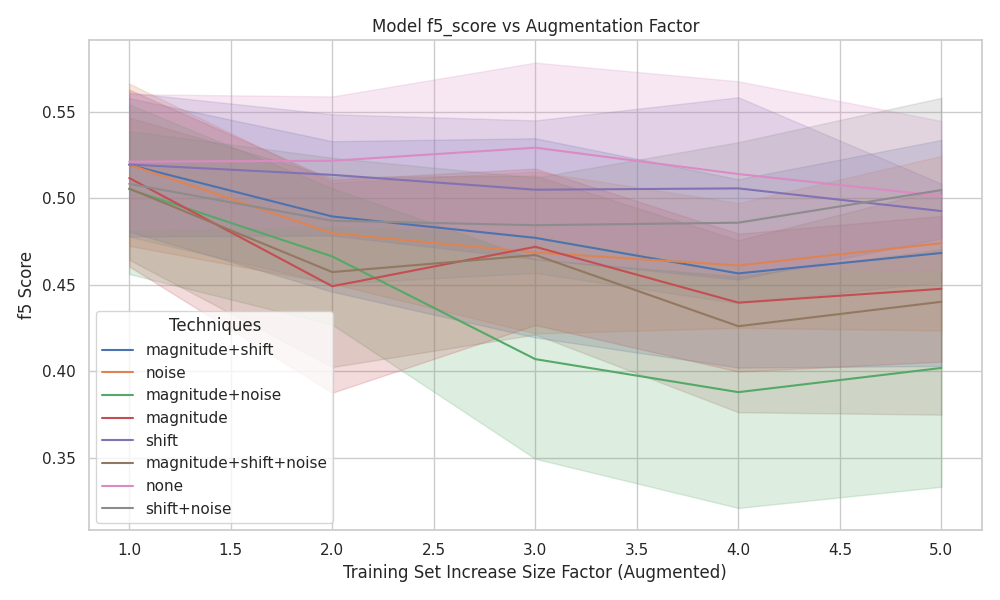 Model f5_score vs Augmentation Factor
f5 Score
0.55
0.50
0.45
0.40
0.35
Techniques
magnitude+shift
noise
magnitude+noise
magnitude
shift
magnitude+shift+noise
none
shift+noise
1.0 1.5 2.0 2.5 3.0 3.5 4.0 4.5 5.0
Training Set Increase Size Factor (Augmented)